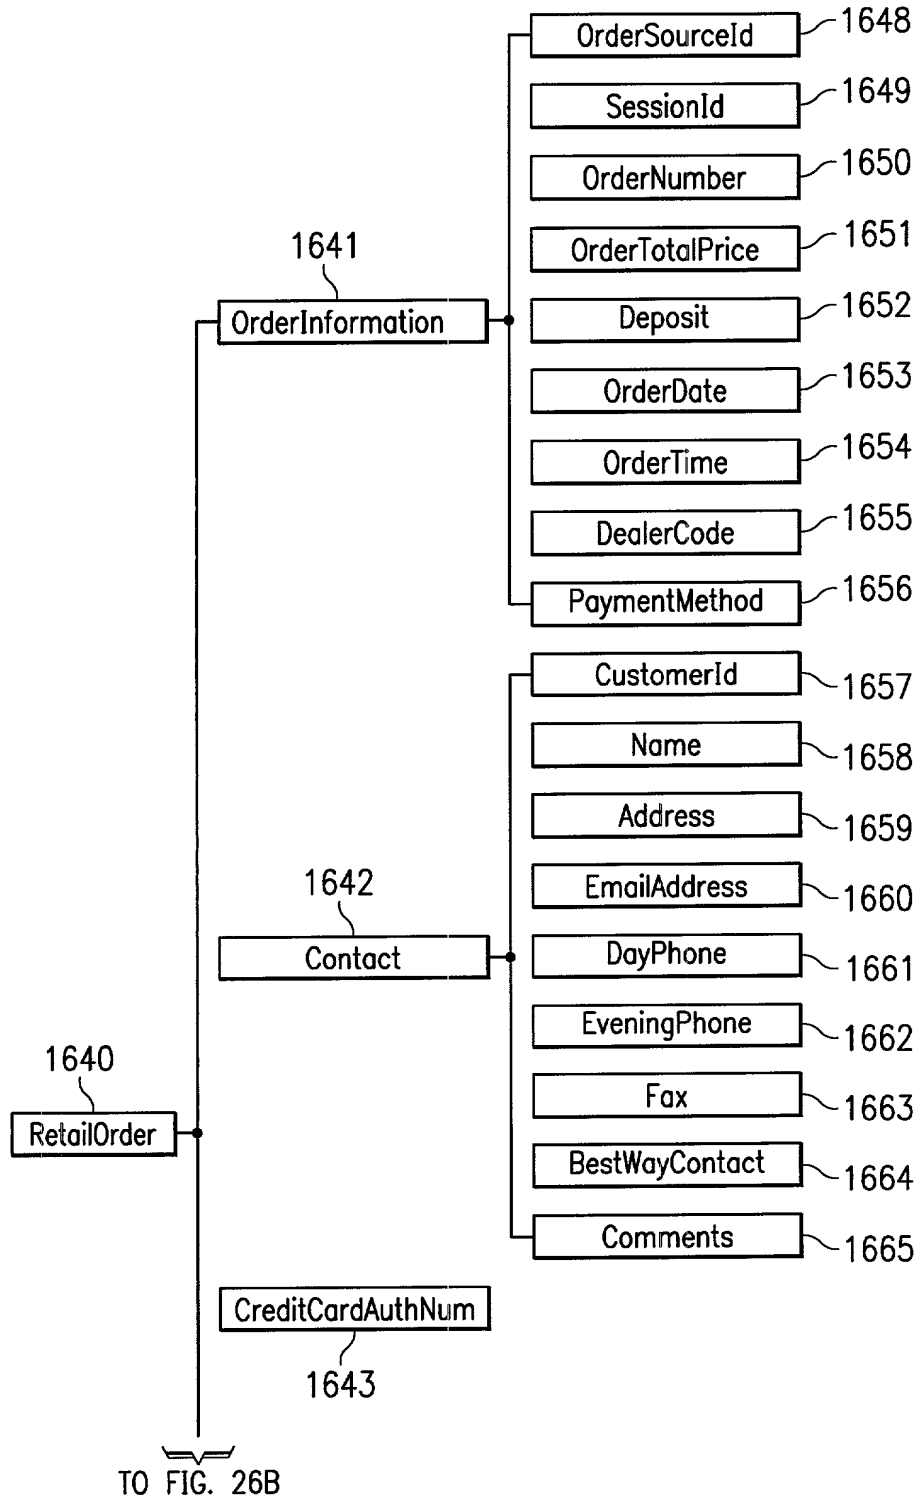 OrderSourceId 1648
SessionId 1649
OrderNumber 1650
OrderTotalPrice 1651
1641
OrderInformation
Deposit 1652
OrderDate 1653
OrderTime 1654
DealerCode 1655
PaymentMethod 1656
CustomerId 1657
Name 1658
Address 1659
1642
EmailAddress 1660
Contact
DayPhone 1661
EveningPhone 1662
1640
Fax 1663
RetailOrder
BestWayContact 1664
Comments 1665
CreditCardAuthNum
1643
TO FIG. 26B